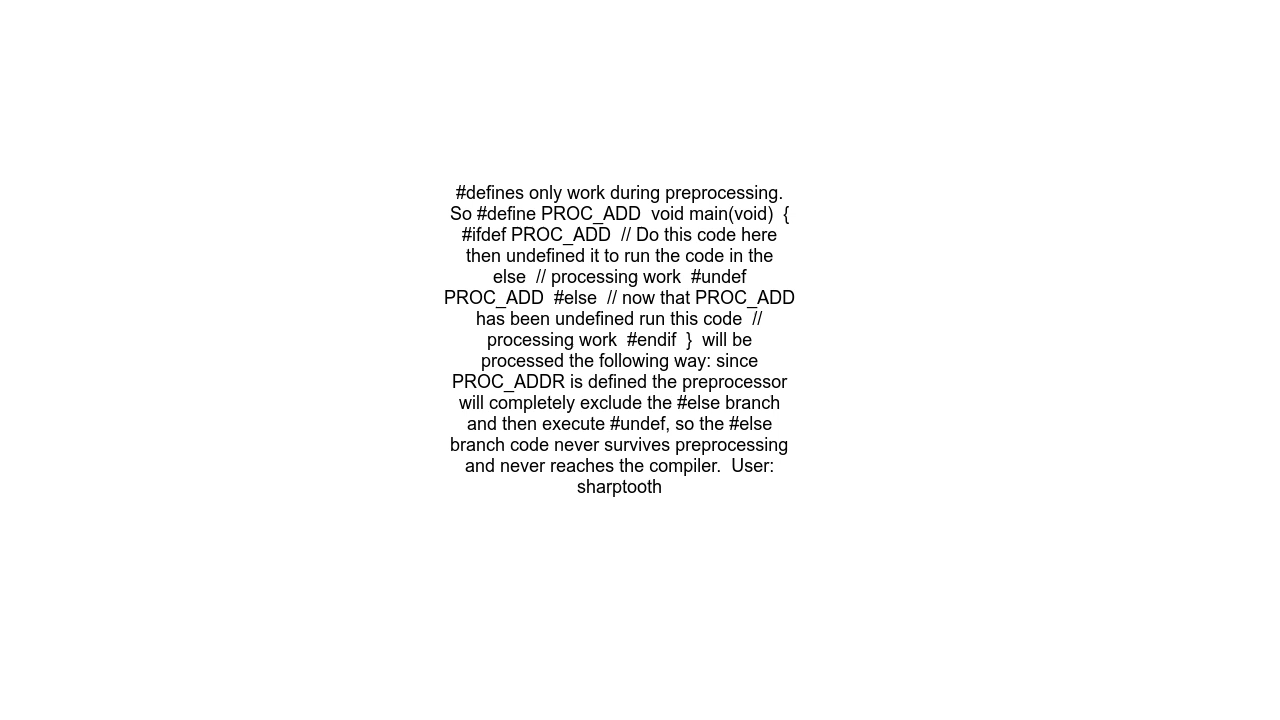 #defines only work during preprocessing.
So #define PROC_ADD  void main(void)  {
#ifdef PROC_ADD  // Do this code here
then undefined it to run the code in the
else  // processing work  #undef
PROC_ADD  #else  // now that PROC_ADD
has been undefined run this code  //
processing work  #endif  }  will be
processed the following way: since
PROC_ADDR is defined the preprocessor
will completely exclude the #else branch
and then execute #undef, so the #else
branch code never survives preprocessing
and never reaches the compiler.  User:
sharptooth